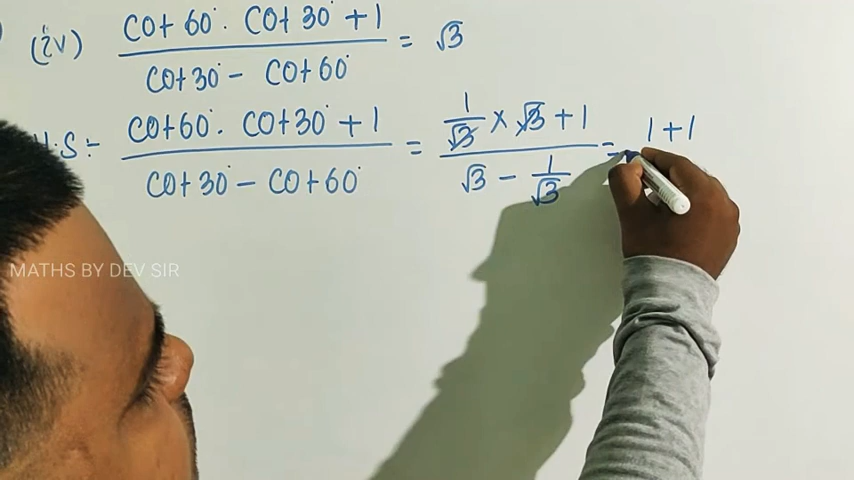 (iv) (cot 60° . cot 30° + 1) / (cot 30° - cot 60°) = √3
H.S :- (cot 60° . cot 30° + 1) / (cot 30° - cot 60°) = (1/√3 × √3 + 1) / (√3 - 1/√3) = 1 + 1
MATHS BY DEV SIR